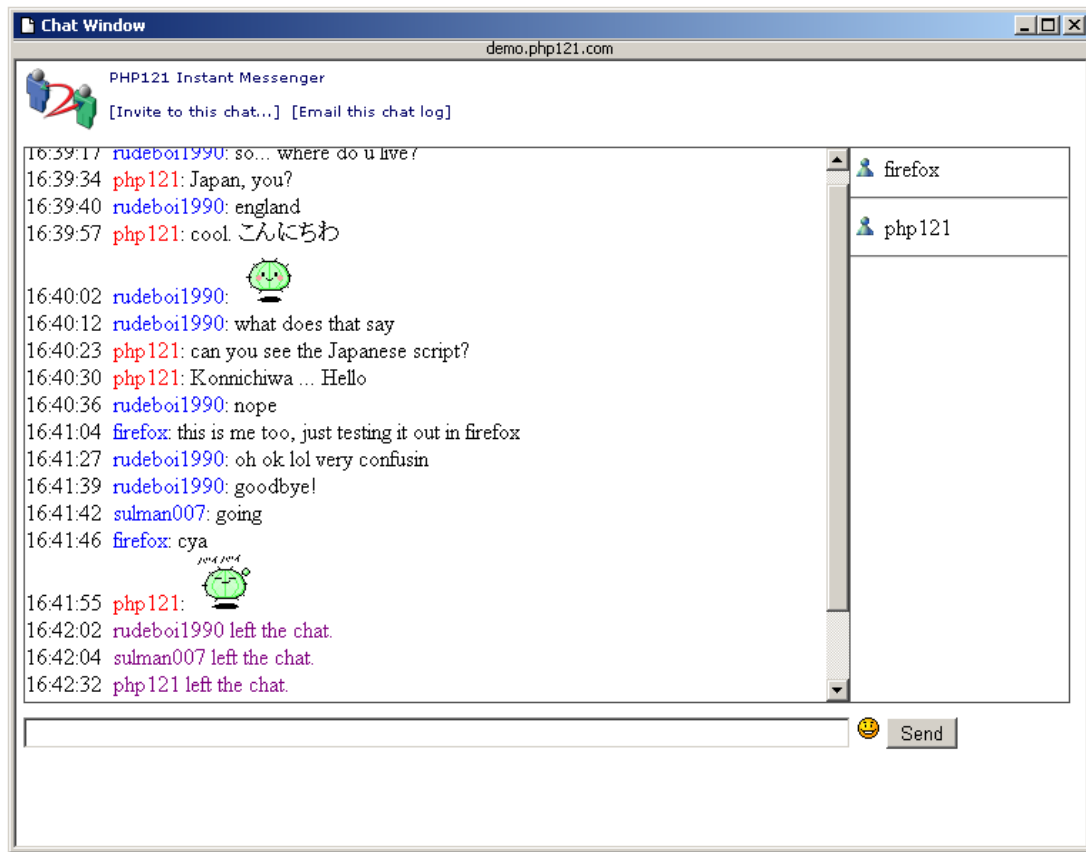 Chat Window
demo.php121.com
PHP121 Instant Messenger
[Invite to this chat...] [Email this chat log]
16:39:17 rudeboi1990: so... where do u live?
16:39:34 php121: Japan, you?
16:39:40 rudeboi1990: england
16:39:57 php121: cool. こんにちわ
16:40:02 rudeboi1990:
16:40:12 rudeboi1990: what does that say
16:40:23 php121: can you see the Japanese script?
16:40:30 php121: Konnichiwa ... Hello
16:40:36 rudeboi1990: nope
16:41:04 firefox: this is me too, just testing it out in firefox
16:41:27 rudeboi1990: oh ok lol very confusin
16:41:39 rudeboi1990: goodbye!
16:41:42 sulman007: going
16:41:46 firefox: cya
バイバイ
16:41:55 php121:
16:42:02 rudeboi1990 left the chat.
16:42:04 sulman007 left the chat.
16:42:32 php121 left the chat.
firefox
php121
Send